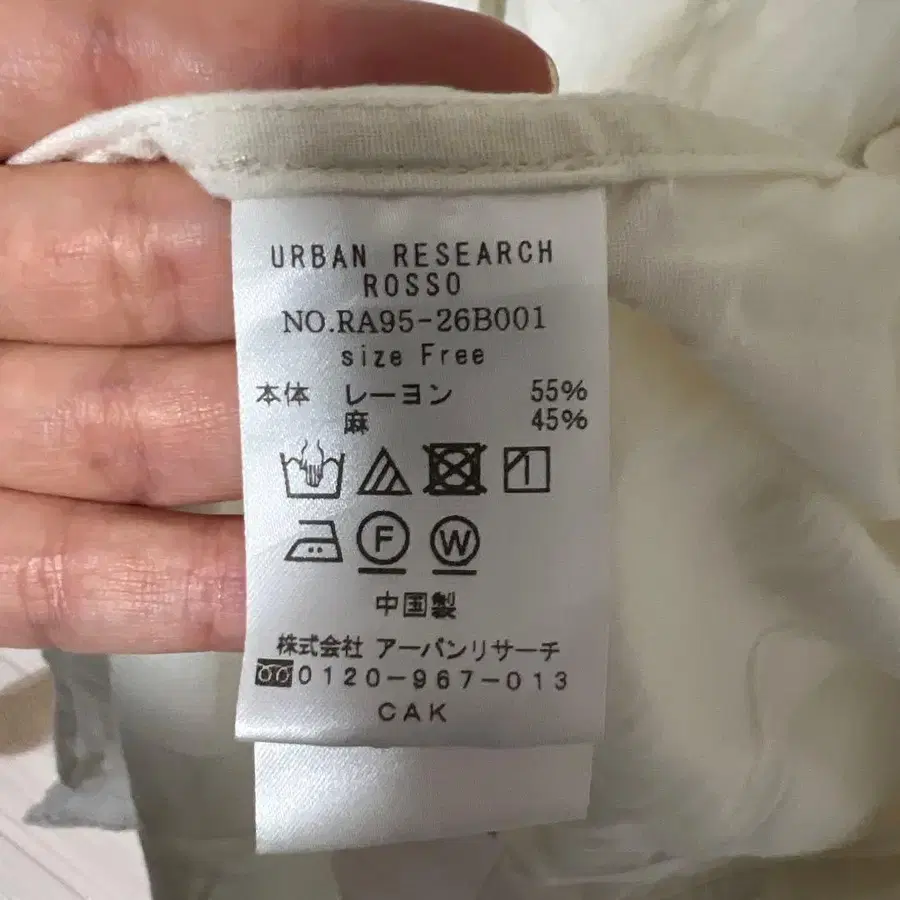 URBAN RESEARCH
ROSSO
NO.RA95-26B001
size Free
本体 レーヨン 55%
麻 45%
F W
中国製
株式会社 アーバンリサーチ
0120-967-013
CAK